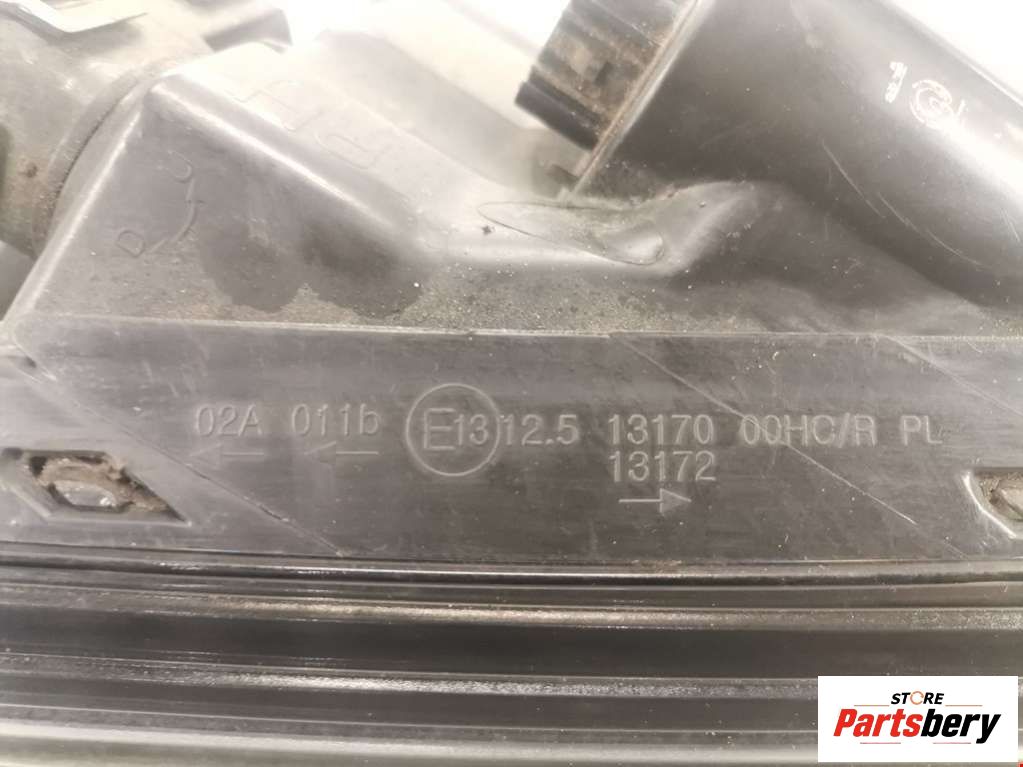 02A 011b E13 12.5 13170 00HC/R PL
13172
STORE
Partsbery